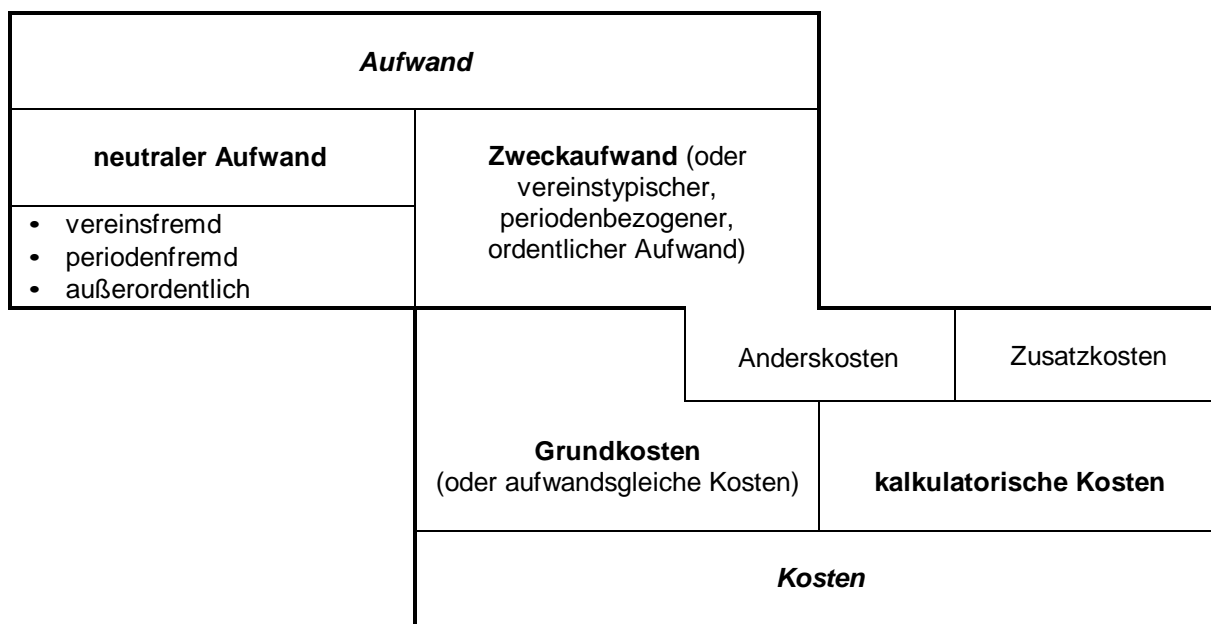 Aufwand
neutraler Aufwand
• vereinsfremd
• periodenfremd
• außerordentlich
Zweckaufwand (oder
vereinstypischer,
periodenbezogener,
ordentlicher Aufwand)
Anderskosten
Zusatzkosten
Grundkosten
(oder aufwandsgleiche Kosten)
kalkulatorische Kosten
Kosten